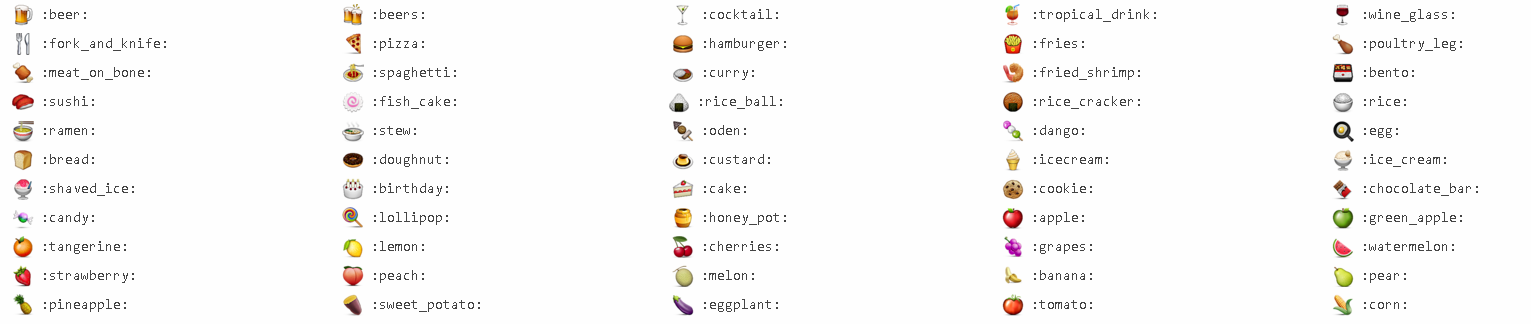 :beer: :beers: :cocktail: :tropical_drink: :wine_glass:
:fork_and_knife: :pizza: :hamburger: :fries: :poultry_leg:
:meat_on_bone: :spaghetti: :curry: :fried_shrimp: :bento:
:sushi: :fish_cake: :rice_ball: :rice_cracker: :rice:
:ramen: :stew: :oden: :dango: :egg:
:bread: :doughnut: :custard: :icecream: :ice_cream:
:shaved_ice: :birthday: :cake: :cookie: :chocolate_bar:
:candy: :lollipop: :honey_pot: :apple: :green_apple:
:tangerine: :lemon: :cherries: :grapes: :watermelon:
:strawberry: :peach: :melon: :banana: :pear:
:pineapple: :sweet_potato: :eggplant: :tomato: :corn: